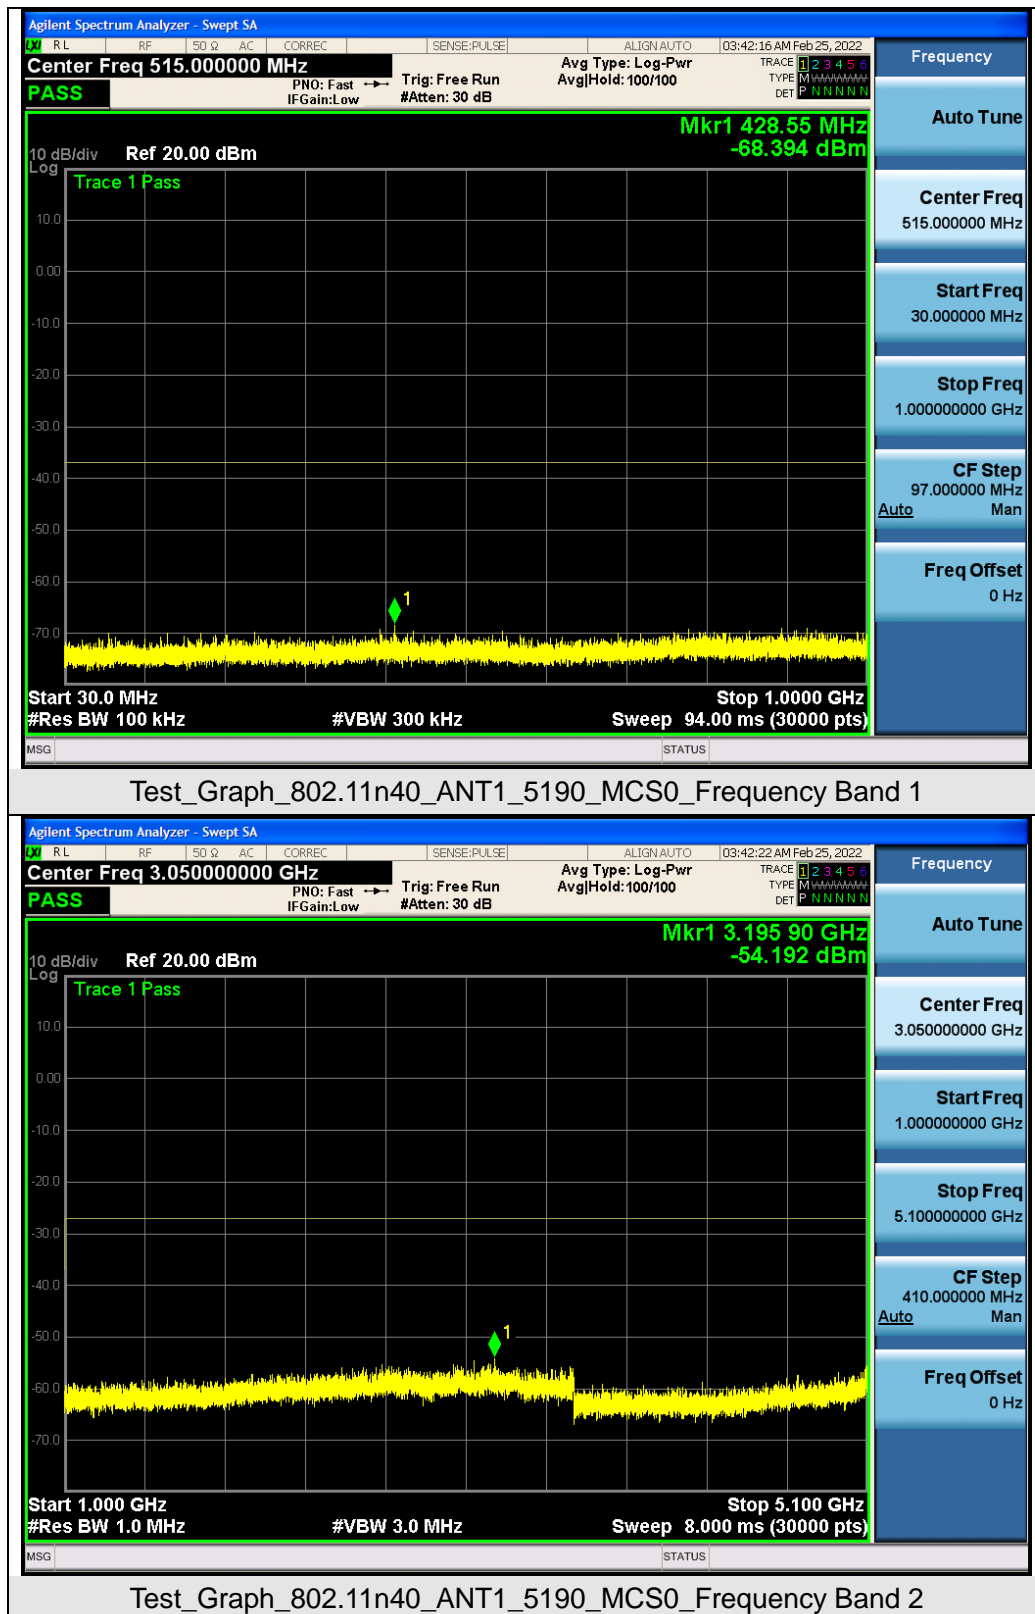 Agilent Spectrum Analyzer - Swept SA
LXI RL RF 50 Ω AC CORREC SENSE:PULSE ALIGN AUTO 03:42:16 AM Feb 25, 2022
Center Freq 515.000000 MHz
PASS
PNO: Fast
IFGain:Low
Trig: Free Run
#Atten: 30 dB
Avg Type: Log-Pwr
Avg|Hold: 100/100
TRACE 1 2 3 4 5 6
TYPE M WWWWW
DET P N N N N N
Mkr1 428.55 MHz
-68.394 dBm
10 dB/div Ref 20.00 dBm
Log
Trace 1 Pass
10.0
0.00
-10.0
-20.0
-30.0
-40.0
-50.0
-60.0
-70.0
1
Start 30.0 MHz Stop 1.0000 GHz
#Res BW 100 kHz #VBW 300 kHz Sweep 94.00 ms (30000 pts)
MSG STATUS
Frequency
Auto Tune
Center Freq
515.000000 MHz
Start Freq
30.000000 MHz
Stop Freq
1.000000000 GHz
CF Step
97.000000 MHz
Auto Man
Freq Offset
0 Hz
Test_Graph_802.11n40_ANT1_5190_MCS0_Frequency Band 1
Agilent Spectrum Analyzer - Swept SA
LXI RL RF 50 Ω AC CORREC SENSE:PULSE ALIGN AUTO 03:42:22 AM Feb 25, 2022
Center Freq 3.050000000 GHz
PASS
PNO: Fast
IFGain:Low
Trig: Free Run
#Atten: 30 dB
Avg Type: Log-Pwr
Avg|Hold: 100/100
TRACE 1 2 3 4 5 6
TYPE M WWWWW
DET P N N N N N
Mkr1 3.195 90 GHz
-54.192 dBm
10 dB/div Ref 20.00 dBm
Log
Trace 1 Pass
10.0
0.00
-10.0
-20.0
-30.0
-40.0
-50.0
-60.0
-70.0
1
Start 1.000 GHz Stop 5.100 GHz
#Res BW 1.0 MHz #VBW 3.0 MHz Sweep 8.000 ms (30000 pts)
MSG STATUS
Frequency
Auto Tune
Center Freq
3.050000000 GHz
Start Freq
1.000000000 GHz
Stop Freq
5.100000000 GHz
CF Step
410.000000 MHz
Auto Man
Freq Offset
0 Hz
Test_Graph_802.11n40_ANT1_5190_MCS0_Frequency Band 2